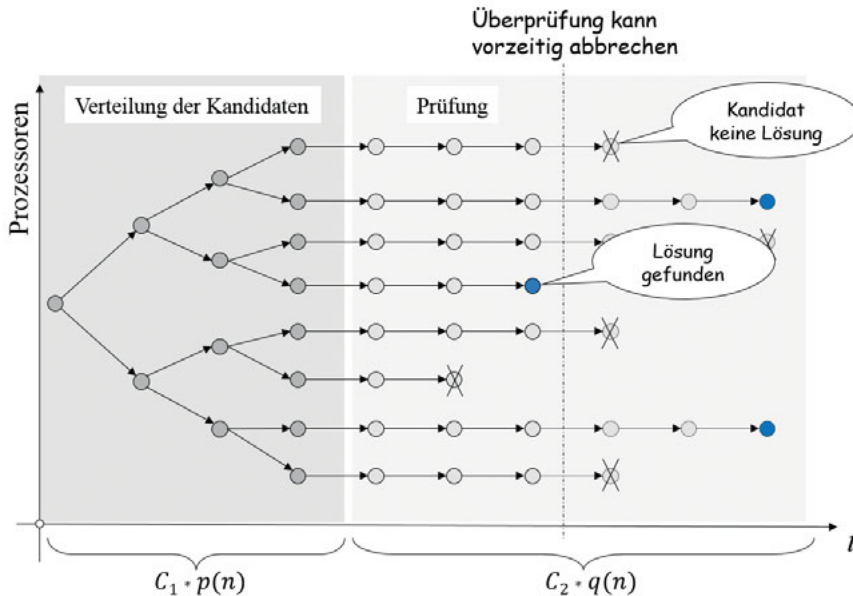 Überprüfung kann
vorzeitig abbrechen
Verteilung der Kandidaten
Prüfung
Kandidat
keine Lösung
Prozessoren
Lösung
gefunden
t
C₁ * p(n)
C₂ * q(n)